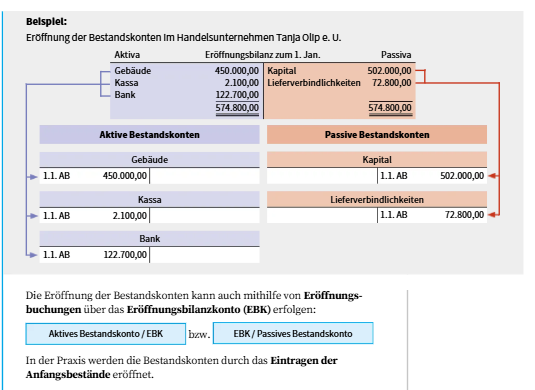 Beispiel:
Eröffnung der Bestandskonten im Handelsunternehmen Tanja Olip e. U.
Aktiva Eröffnungsbilanz zum 1. Jan. Passiva
Gebäude 450.000,00 Kapital 502.000,00
Kassa 2.100,00 Lieferverbindlichkeiten 72.800,00
Bank 122.700,00
574.800,00 574.800,00
Aktive Bestandskonten Passive Bestandskonten
Gebäude Kapital
1.1. AB 450.000,00 1.1. AB 502.000,00
Kassa Lieferverbindlichkeiten
1.1. AB 2.100,00 1.1. AB 72.800,00
Bank
1.1. AB 122.700,00
Die Eröffnung der Bestandskonten kann auch mithilfe von Eröffnungs-
buchungen über das Eröffnungsbilanzkonto (EBK) erfolgen:
Aktives Bestandskonto / EBK bzw. EBK / Passives Bestandskonto
In der Praxis werden die Bestandskonten durch das Eintragen der
Anfangsbestände eröffnet.